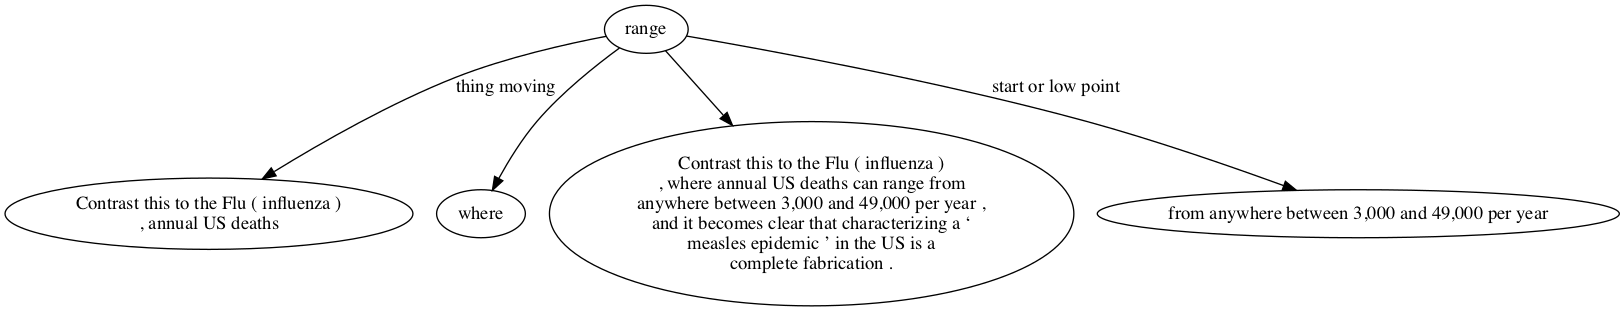 range
thing moving
start or low point
Contrast this to the Flu ( influenza )
, annual US deaths
where
Contrast this to the Flu ( influenza )
, where annual US deaths can range from
anywhere between 3,000 and 49,000 per year ,
and it becomes clear that characterizing a ‘
measles epidemic ’ in the US is a
complete fabrication .
from anywhere between 3,000 and 49,000 per year